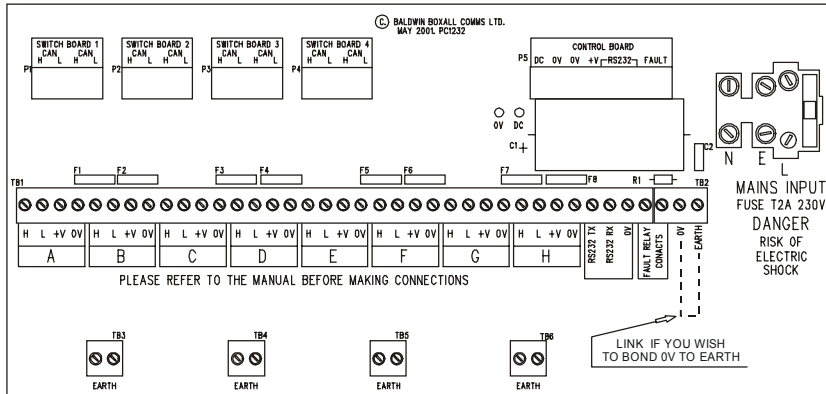 Ⓒ. BALDWIN BOXALL COMMS LTD.
MAY 2001. PC1232
SWITCH BOARD 1
CAN CAN
H L H L
P1
SWITCH BOARD 2
CAN CAN
H L H L
P2
SWITCH BOARD 3
CAN CAN
H L H L
P3
SWITCH BOARD 4
CAN CAN
H L H L
P4
CONTROL BOARD
P5 DC 0V 0V +V RS232 FAULT
0V DC
C1 +
C2
N E L
MAINS INPUT
FUSE T2A 230V
DANGER
RISK OF
ELECTRIC
SHOCK
F1 F2 F3 F4 F5 F6 F7 F8 R1
TB1 TB2
H L +V 0V H L +V 0V H L +V 0V H L +V 0V H L +V 0V H L +V 0V H L +V 0V H L +V 0V
A B C D E F G H
RS232 TX
RS232 RX
0V
FAULT RELAY
CONACTS
0V
EARTH
PLEASE REFER TO THE MANUAL BEFORE MAKING CONNECTIONS
TB3 TB4 TB5 TB6
EARTH EARTH EARTH EARTH
LINK IF YOU WISH
TO BOND 0V TO EARTH